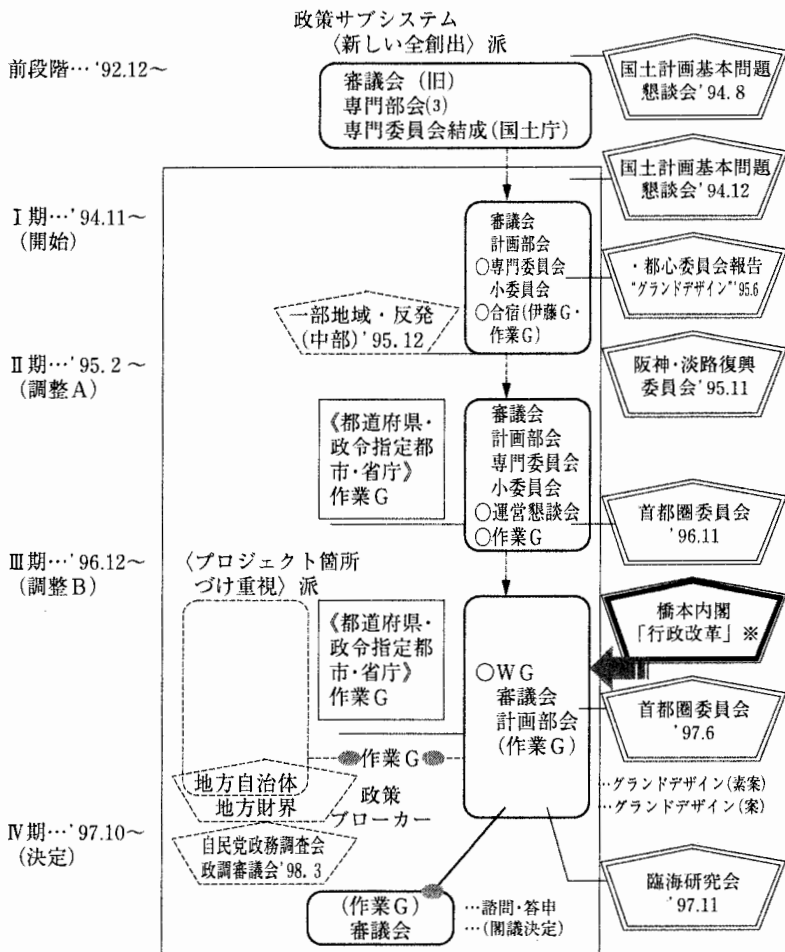 政策サブシステム
〈新しい全創出〉派
前段階…'92.12～
審議会（旧）
専門部会(3)
専門委員会結成(国土庁)
国土計画基本問題
懇談会'94.8
国土計画基本問題
懇談会'94.12
Ⅰ期…'94.11～
(開始)
審議会
計画部会
○専門委員会
小委員会
○合宿(伊藤G・
作業G)
・都心委員会報告
"グランドデザイン"'95.6
一部地域・反発
(中部)'95.12
Ⅱ期…'95.2～
(調整A)
阪神・淡路復興
委員会'95.11
《都道府県・
政令指定都
市・省庁》
作業G
審議会
計画部会
専門委員会
小委員会
○運営懇談会
○作業G
首都圏委員会
'96.11
Ⅲ期…'96.12～
(調整B)
〈プロジェクト箇所
づけ重視〉派
《都道府県・
政令指定都
市・省庁》
作業G
○WG
審議会
計画部会
(作業G)
橋本内閣
「行政改革」※
首都圏委員会
'97.6
作業G
政策
ブローカー
地方自治体
地方財界
…グランドデザイン(素案)
…グランドデザイン(案)
Ⅳ期…'97.10～
(決定)
自民党政務調査会
政調審議会'98.3
臨海研究会
'97.11
(作業G)
審議会
…諮問・答申
…(閣議決定)